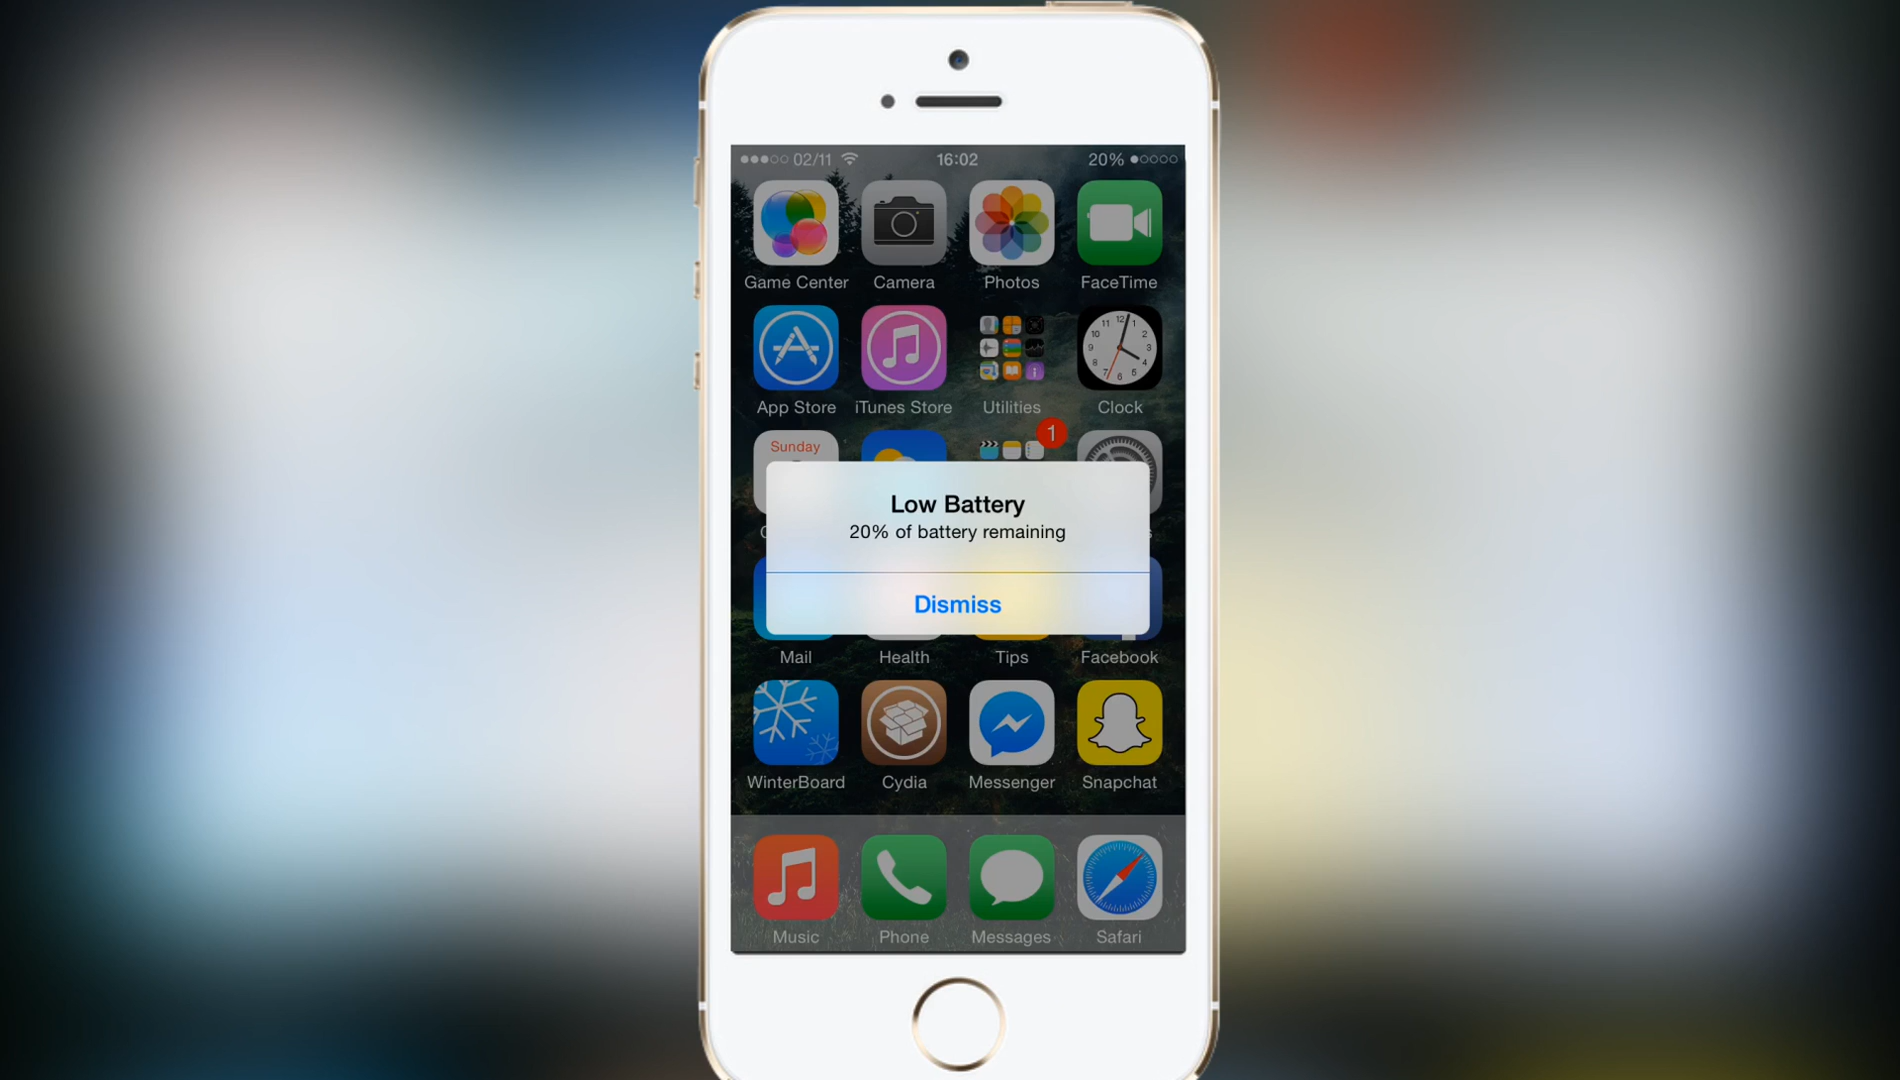 02/11 16:02 20%
Game Center Camera Photos FaceTime
App Store iTunes Store Utilities Clock
1
Sunday
Low Battery
20% of battery remaining
Dismiss
Mail Health Tips Facebook
WinterBoard Cydia Messenger Snapchat
Music Phone Messages Safari